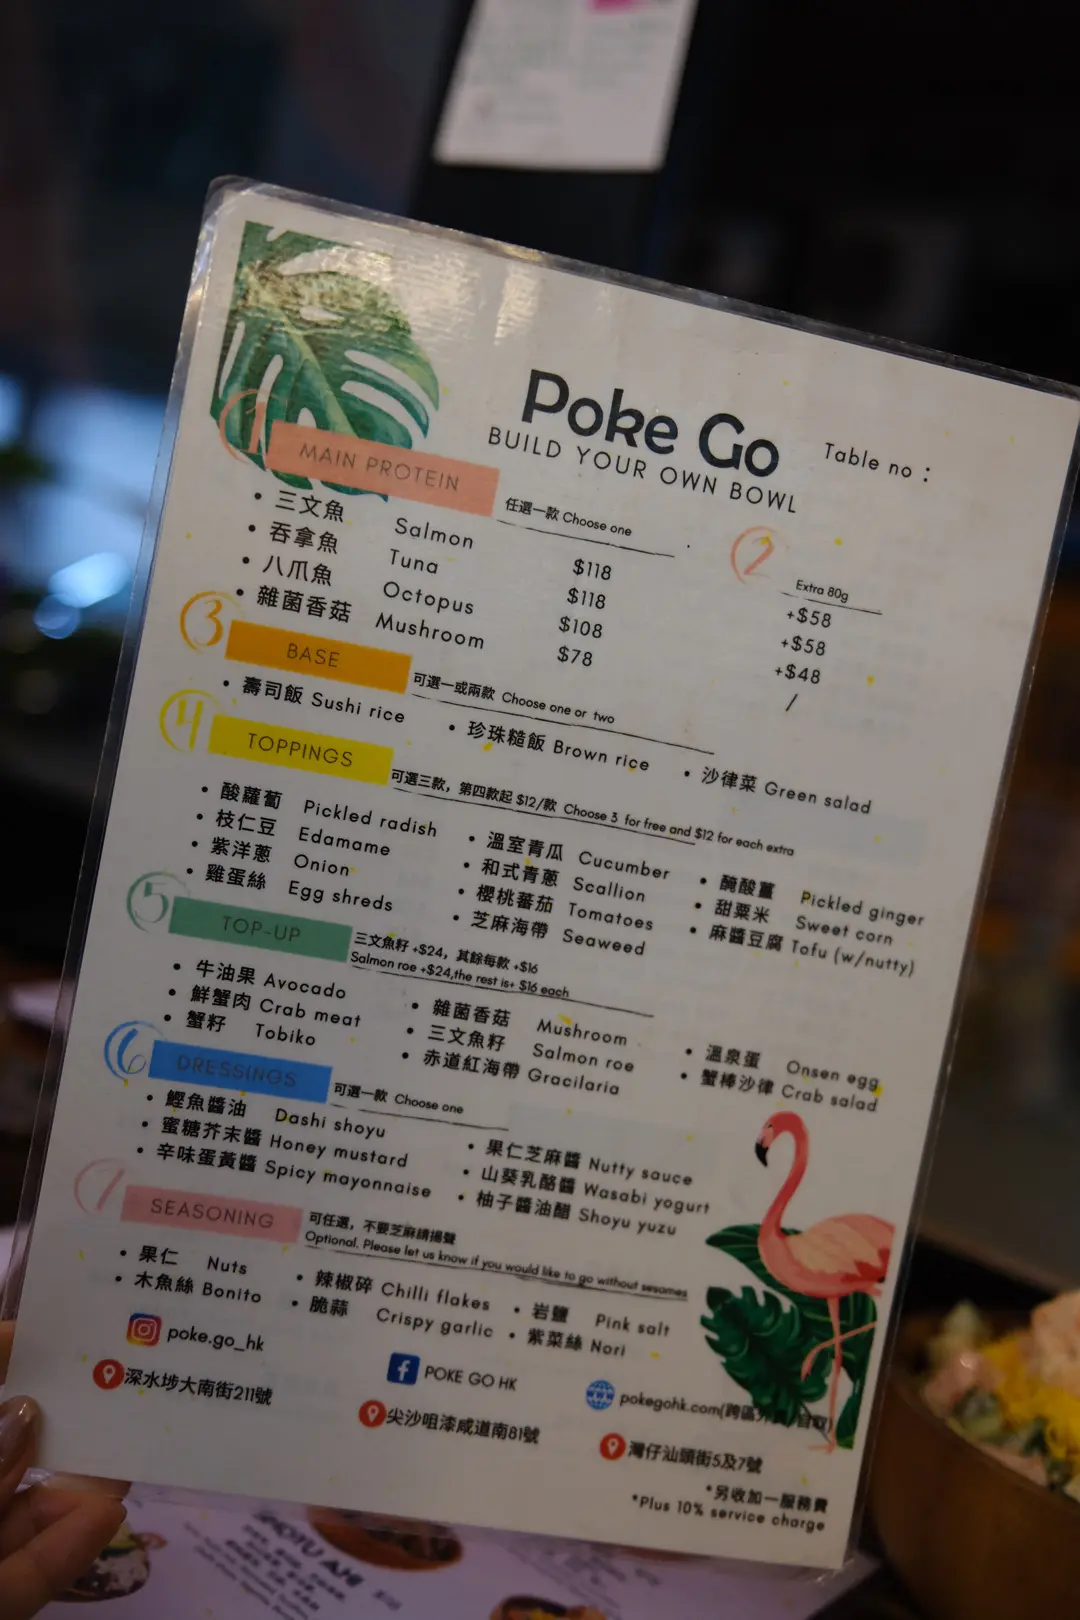 Poke Go
BUILD YOUR OWN BOWL
Table no：
1 MAIN PROTEIN 任選一款 Choose one
2 Extra 80g
• 三文魚 Salmon $118 +$58
• 吞拿魚 Tuna $118 +$58
• 八爪魚 Octopus $108 +$48
• 雜菌香菇 Mushroom $78 /
3 BASE 可選一或兩款 Choose one or two
• 壽司飯 Sushi rice • 珍珠糙飯 Brown rice • 沙律菜 Green salad
4 TOPPINGS 可選三款，第四款起 $12/款 Choose 3 for free and $12 for each extra
• 酸蘿蔔 Pickled radish • 溫室青瓜 Cucumber • 醃酸薑 Pickled ginger
• 枝仁豆 Edamame • 和式青蔥 Scallion • 甜粟米 Sweet corn
• 紫洋蔥 Onion • 櫻桃蕃茄 Tomatoes • 麻醬豆腐 Tofu (w/nutty)
• 雞蛋絲 Egg shreds • 芝麻海帶 Seaweed
5 TOP-UP 三文魚籽 +$24，其餘每款 +$16
Salmon roe +$24,the rest is+ $16 each
• 牛油果 Avocado • 雜菌香菇 Mushroom • 溫泉蛋 Onsen egg
• 鮮蟹肉 Crab meat • 三文魚籽 Salmon roe • 蟹棒沙律 Crab salad
• 蟹籽 Tobiko • 赤道紅海帶 Gracilaria
6 DRESSINGS 可選一款 Choose one
• 鰹魚醬油 Dashi shoyu • 果仁芝麻醬 Nutty sauce
• 蜜糖芥末醬 Honey mustard • 山葵乳酪醬 Wasabi yogurt
• 辛味蛋黃醬 Spicy mayonnaise • 柚子醬油醋 Shoyu yuzu
7 SEASONING 可任選，不要芝麻請揚聲
Optional. Please let us know if you would like to go without sesames
• 果仁 Nuts • 辣椒碎 Chilli flakes • 岩鹽 Pink salt
• 木魚絲 Bonito • 脆蒜 Crispy garlic • 紫菜絲 Nori
poke.go_hk POKE GO HK pokegohk.com(跨區外賣/自取)
深水埗大南街211號 尖沙咀漆咸道南81號 灣仔汕頭街5及7號
*另收加一服務費
*Plus 10% service charge